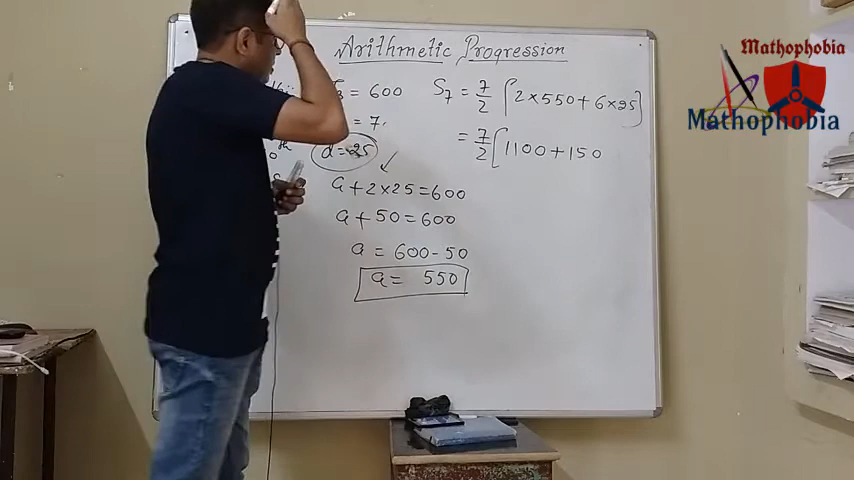 Arithmetic Progression
= 600
= 7.
th
d = 25
a + 2 × 25 = 600
a + 50 = 600
a = 600 - 50
a = 550
S7 = 7/2 [2 × 550 + 6 × 25]
= 7/2 [1100 + 150
Mathophobia
Mathophobia